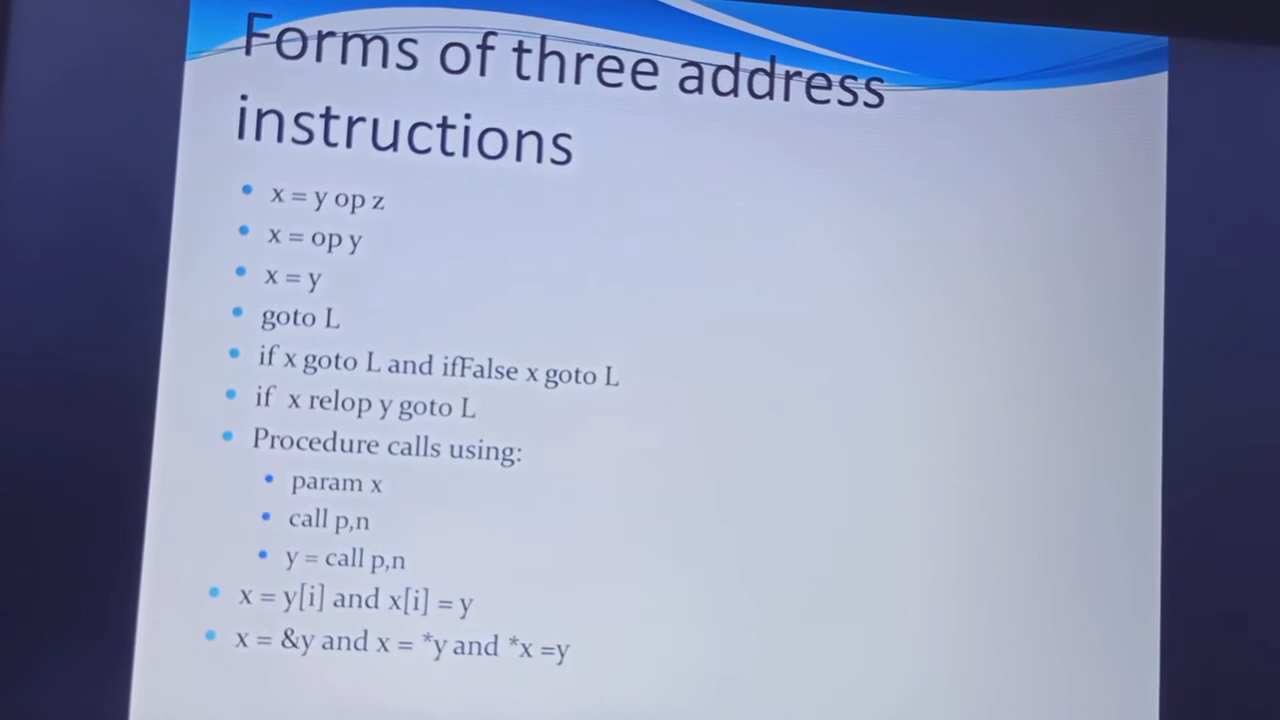 Forms of three address
instructions
• x = y op z
• x = op y
• x = y
• goto L
• if x goto L and ifFalse x goto L
• if x relop y goto L
• Procedure calls using:
• param x
• call p,n
• y = call p,n
• x = y[i] and x[i] = y
• x = &y and x = *y and *x =y